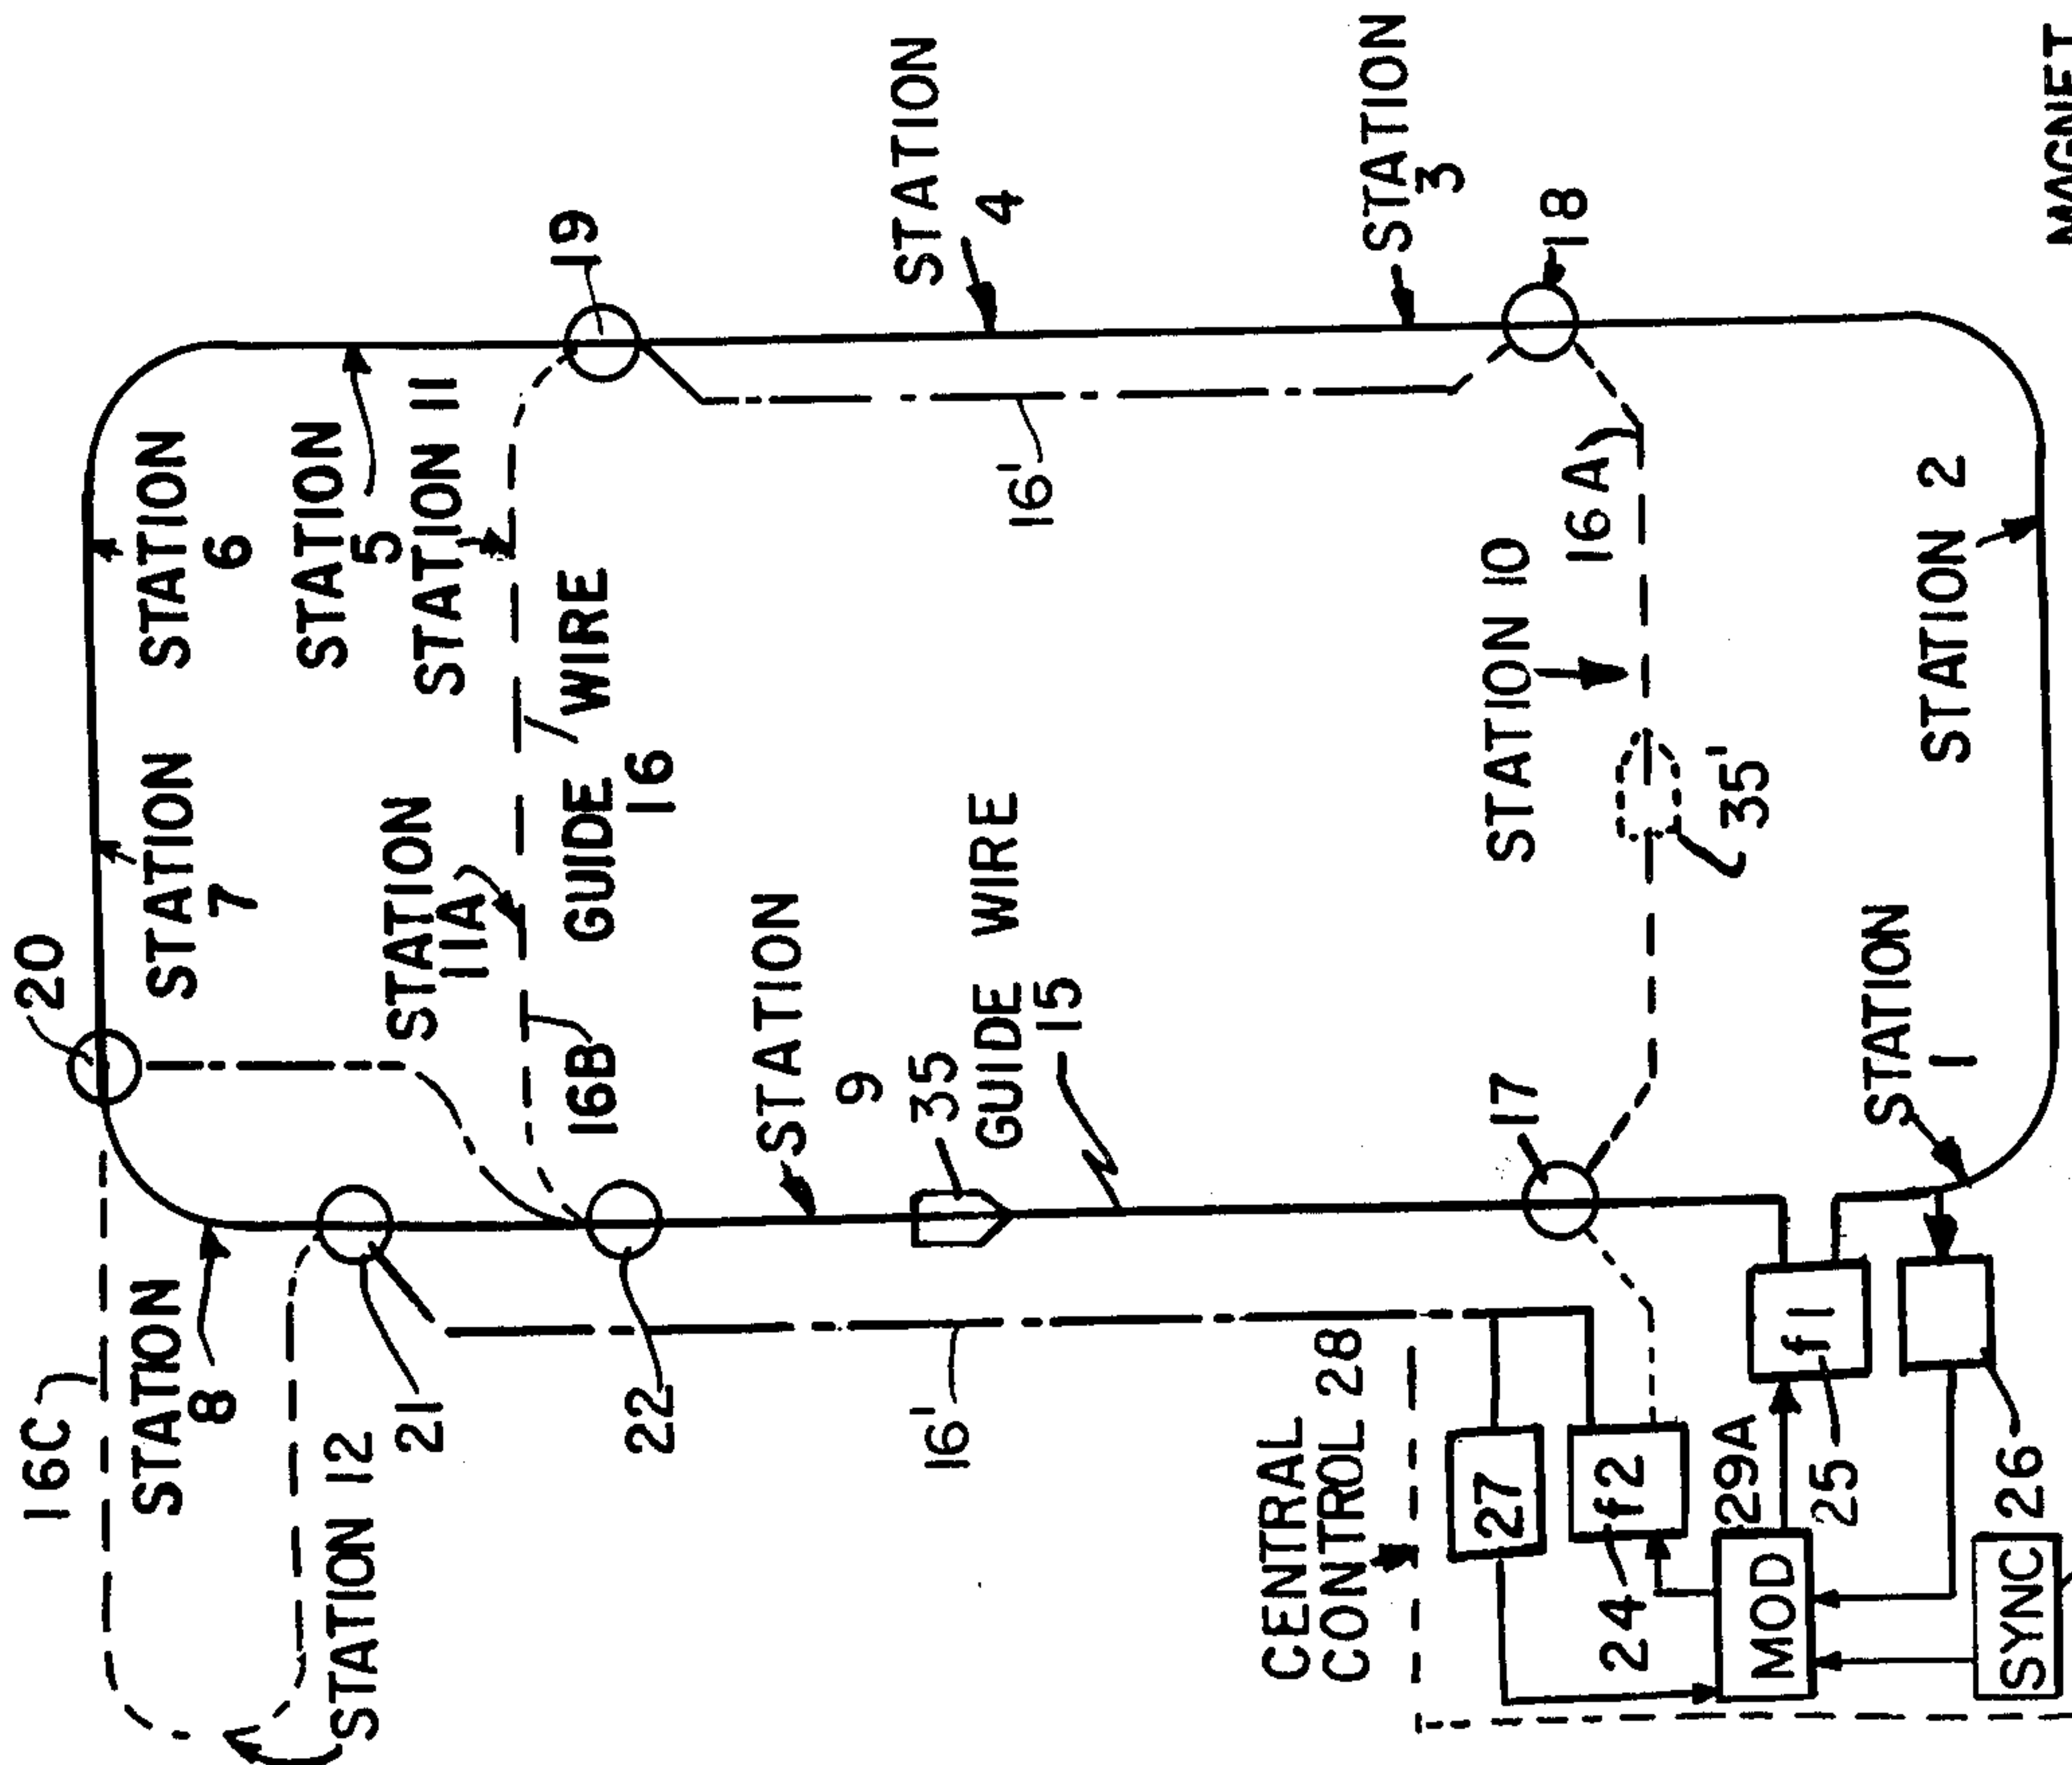 16C
STATION
8
STATION 12
21
22
16'
20
STATION
7
STATION
6
STATION
5
STATION 11
19
STATION
11A
16B
GUIDE WIRE
16
STATION
9
35
GUIDE WIRE
15
16'
STATION
4
STATION
3
18
STATION 10
16A
35'
17
STATION
1
STATION 2
CENTRAL
CONTROL 28
27
f2
24
29A
MOD
f1
25
26
SYNC
MAGNET